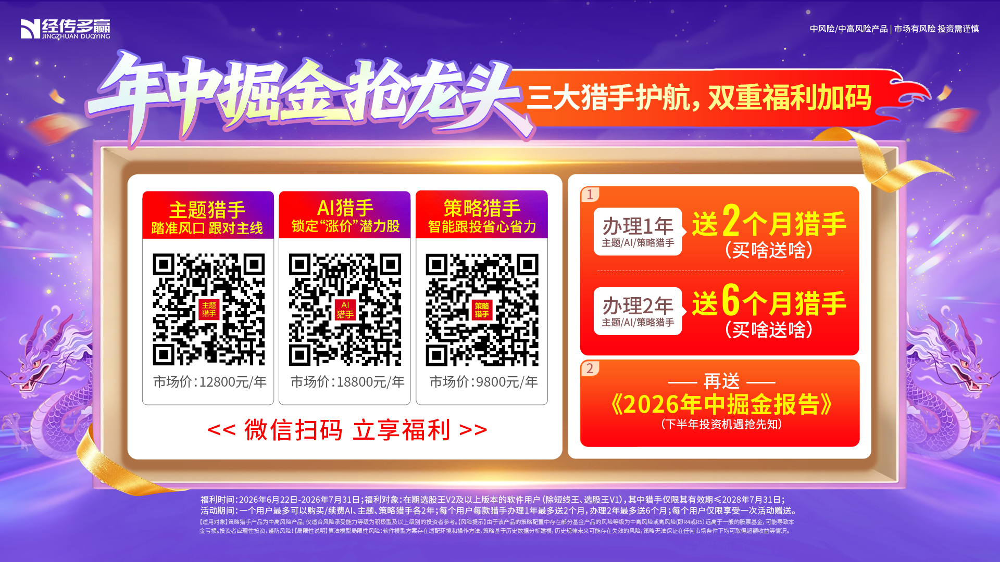 经传多赢
JINGZHUAN DUOYING
中风险/中高风险产品 | 市场有风险 投资需谨慎
年中掘金抢龙头
三大猎手护航，双重福利加码
主题猎手
踏准风口 跟对主线
主题
猎手
市场价：12800元/年
AI猎手
锁定“涨价”潜力股
AI
猎手
市场价：18800元/年
策略猎手
智能跟投省心省力
策略
猎手
市场价：9800元/年
<< 微信扫码 立享福利 >>
1
办理1年
主题/AI/策略猎手
送2个月猎手
（买啥送啥）
办理2年
主题/AI/策略猎手
送6个月猎手
（买啥送啥）
2
再送
《2026年中掘金报告》
（下半年投资机遇抢先知）
福利时间：2026年6月22日-2026年7月31日；福利对象：在期选股王V2及以上版本的软件用户（除短线王、选股王V1），其中猎手仅限其有效期≤2028年7月31日；
活动期间：一个用户最多可以购买/续费AI、主题、策略猎手各2年；每个用户每款猎手办理1年最多送2个月，办理2年最多送6个月；每个用户仅限享受一次活动赠送。
【适用对象】策略猎手产品为中高风险产品，仅适合风险承受能力等级为积极型及以上级别的投资者参考。【风险提示】由于该产品的策略配置中存在部分基金产品的风险等级为中高风险或高风险（即R4或R5）远高于一般的股票基金，可能导致本
金亏损。投资者应理性投资，谨防风险！【局限性说明】算法模型局限性风险：软件模型方案存在适配环境和操作方法，策略基于历史数据分析建模，历史规律未来可能存在失效的风险，策略无法保证在任何市场条件下均可取得超额收益等情况。